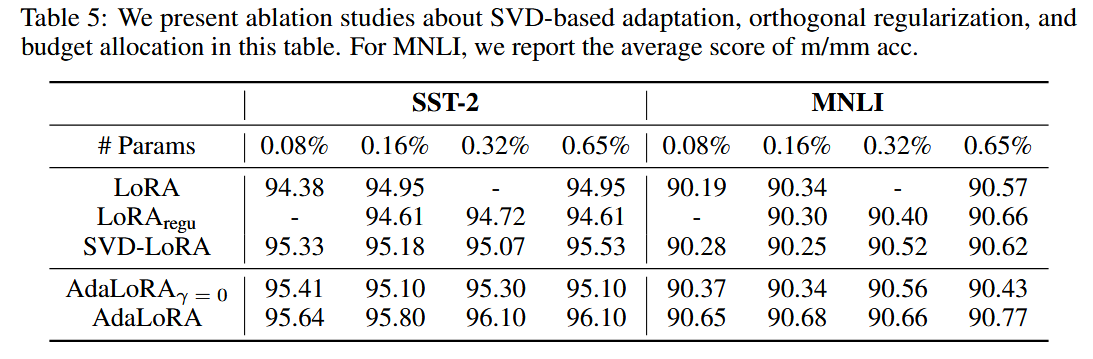 Table 5: We present ablation studies about SVD-based adaptation, orthogonal regularization, and
budget allocation in this table. For MNLI, we report the average score of m/mm acc.
SST-2 MNLI
# Params 0.08% 0.16% 0.32% 0.65% 0.08% 0.16% 0.32% 0.65%
LoRA 94.38 94.95 - 94.95 90.19 90.34 - 90.57
LoRAregu - 94.61 94.72 94.61 - 90.30 90.40 90.66
SVD-LoRA 95.33 95.18 95.07 95.53 90.28 90.25 90.52 90.62
AdaLoRAγ = 0 95.41 95.10 95.30 95.10 90.37 90.34 90.56 90.43
AdaLoRA 95.64 95.80 96.10 96.10 90.65 90.68 90.66 90.77